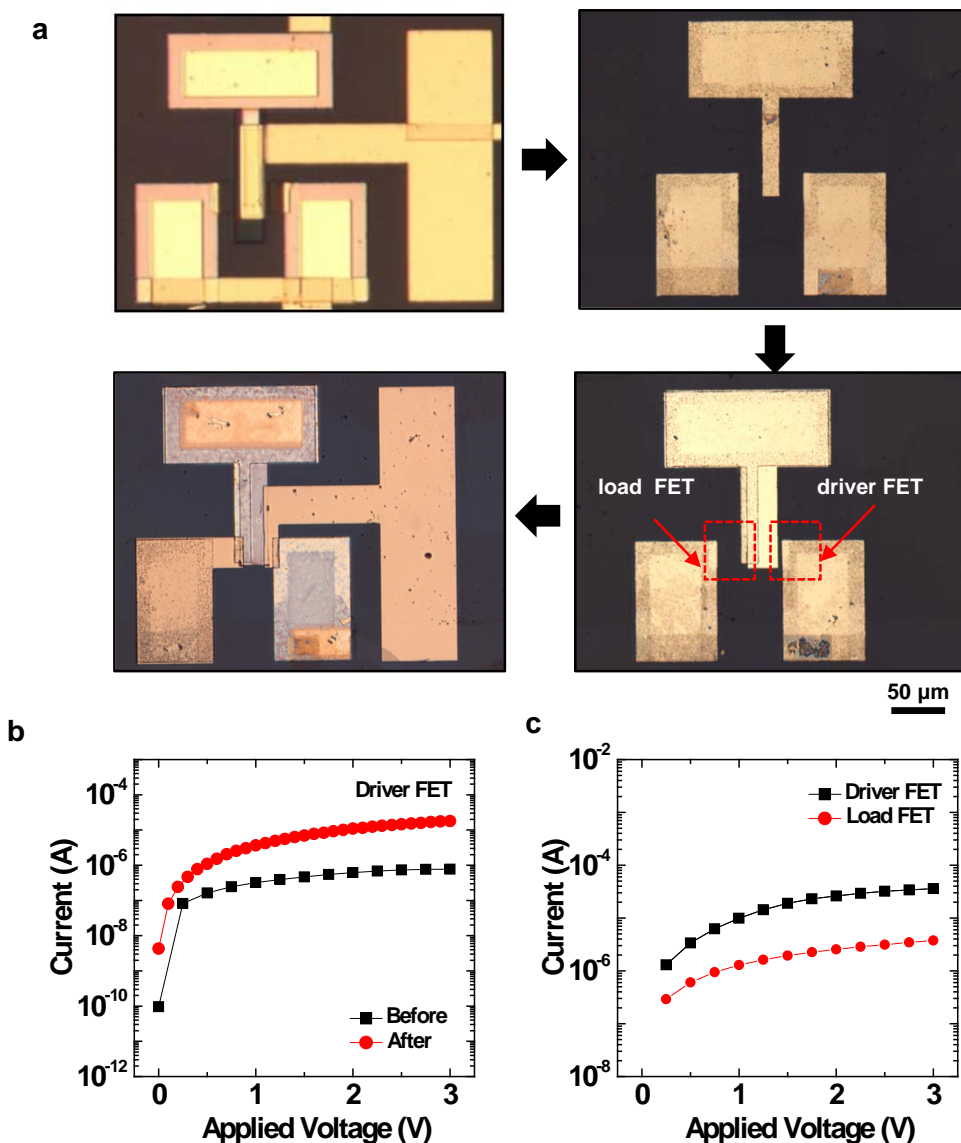 a
load FET
driver FET
50 µm
b
c
10⁻⁴
10⁻⁶
10⁻⁸
10⁻¹⁰
10⁻¹²
Current (A)
Driver FET
Before
After
0 1 2 3
Applied Voltage (V)
10⁻²
10⁻⁴
10⁻⁶
10⁻⁸
Current (A)
Driver FET
Load FET
0 1 2 3
Applied Voltage (V)